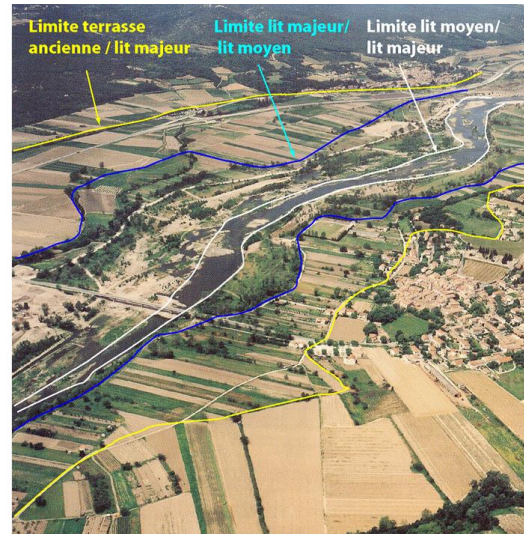 Limite terrasse
ancienne / lit majeur
Limite lit majeur/
lit moyen
Limite lit moyen/
lit majeur